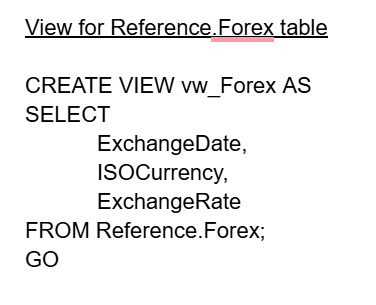 View for Reference.Forex table
CREATE VIEW vw_Forex AS
SELECT
ExchangeDate,
ISOCurrency,
ExchangeRate
FROM Reference.Forex;
GO